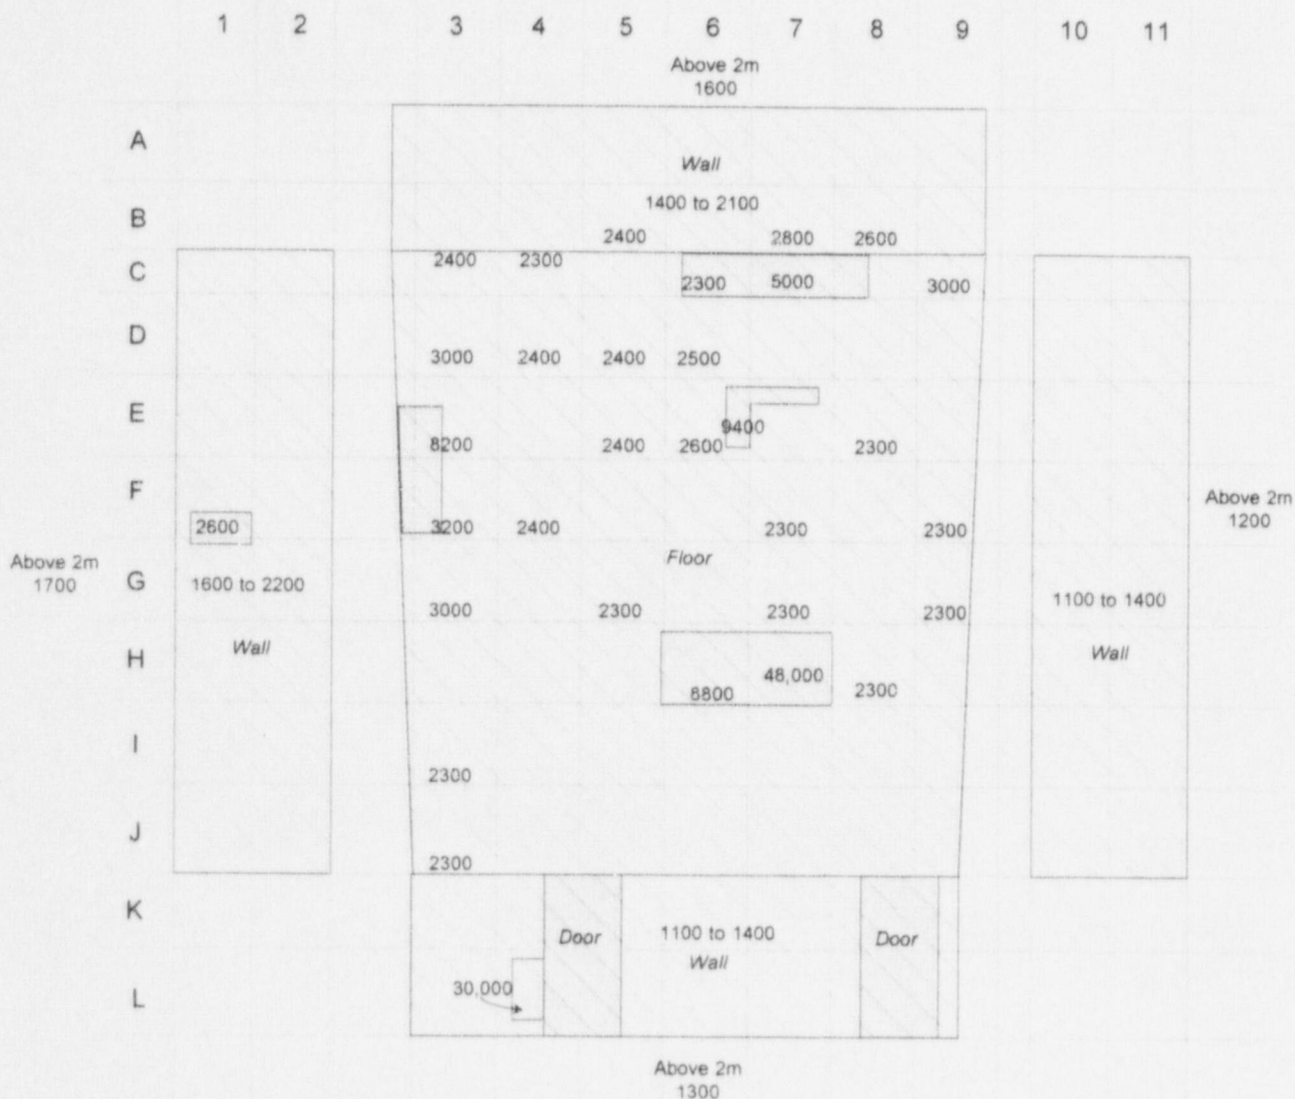 1 2 3 4 5 6 7 8 9 10 11
Above 2m
1600
A
Wall
B
1400 to 2100
2400 2800 2600
C
2400 2300 2300 5000 3000
D
3000 2400 2400 2500
E
9400
8200 2400 2600 2300
F
2600 3200 2400 2300 2300
Above 2m
1200
Above 2m
1700
Floor
G
1600 to 2200
1100 to 1400
3000 2300 2300 2300
H
Wall
Wall
48,000
6800 2300
I
2300
J
2300
K
Door
1100 to 1400
Wall
Door
L
30,000
Above 2m
1300